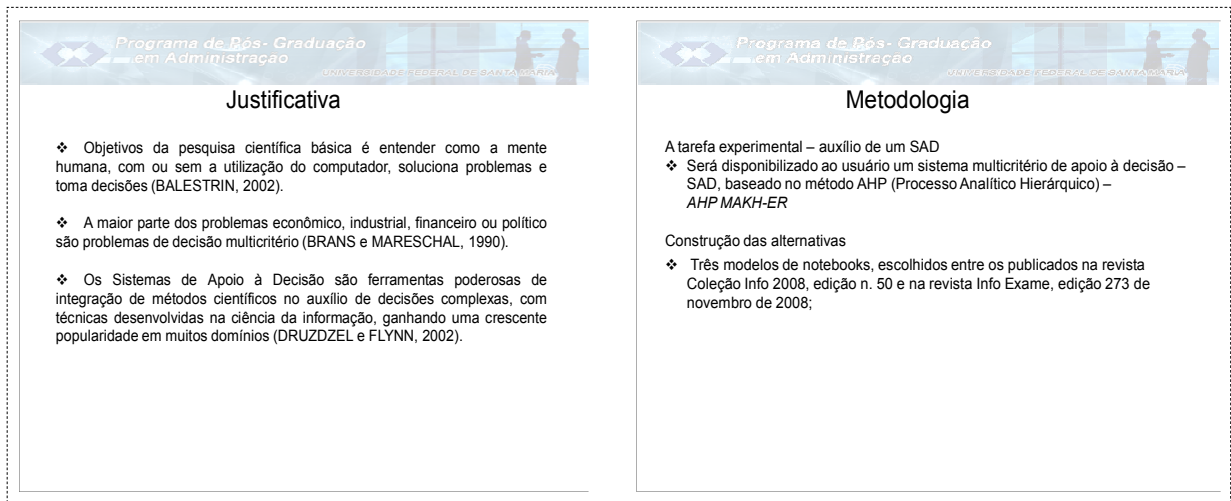 Programa de Pós- Graduação
em Administração
UNIVERSIDADE FEDERAL DE SANTA MARIA
Justificativa
❖ Objetivos da pesquisa científica básica é entender como a mente
humana, com ou sem a utilização do computador, soluciona problemas e
toma decisões (BALESTRIN, 2002).
❖ A maior parte dos problemas econômico, industrial, financeiro ou político
são problemas de decisão multicritério (BRANS e MARESCHAL, 1990).
❖ Os Sistemas de Apoio à Decisão são ferramentas poderosas de
integração de métodos científicos no auxílio de decisões complexas, com
técnicas desenvolvidas na ciência da informação, ganhando uma crescente
popularidade em muitos domínios (DRUZDZEL e FLYNN, 2002).
Programa de Pós- Graduação
em Administração
UNIVERSIDADE FEDERAL DE SANTA MARIA
Metodologia
A tarefa experimental – auxílio de um SAD
❖ Será disponibilizado ao usuário um sistema multicritério de apoio à decisão –
SAD, baseado no método AHP (Processo Analítico Hierárquico) –
AHP MAKH-ER
Construção das alternativas
❖ Três modelos de notebooks, escolhidos entre os publicados na revista
Coleção Info 2008, edição n. 50 e na revista Info Exame, edição 273 de
novembro de 2008;